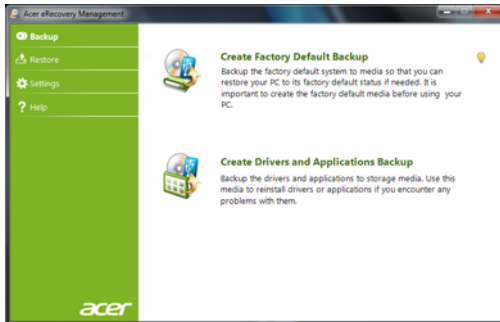 Acer eRecovery Management
Backup
Restore
Settings
? Help
Create Factory Default Backup
Backup the factory default system to media so that you can
restore your PC to its factory default status if needed. It is
important to create the factory default media before using your
PC.
Create Drivers and Applications Backup
Backup the drivers and applications to storage media. Use this
media to reinstall drivers or applications if you encounter any
problems with them.
acer